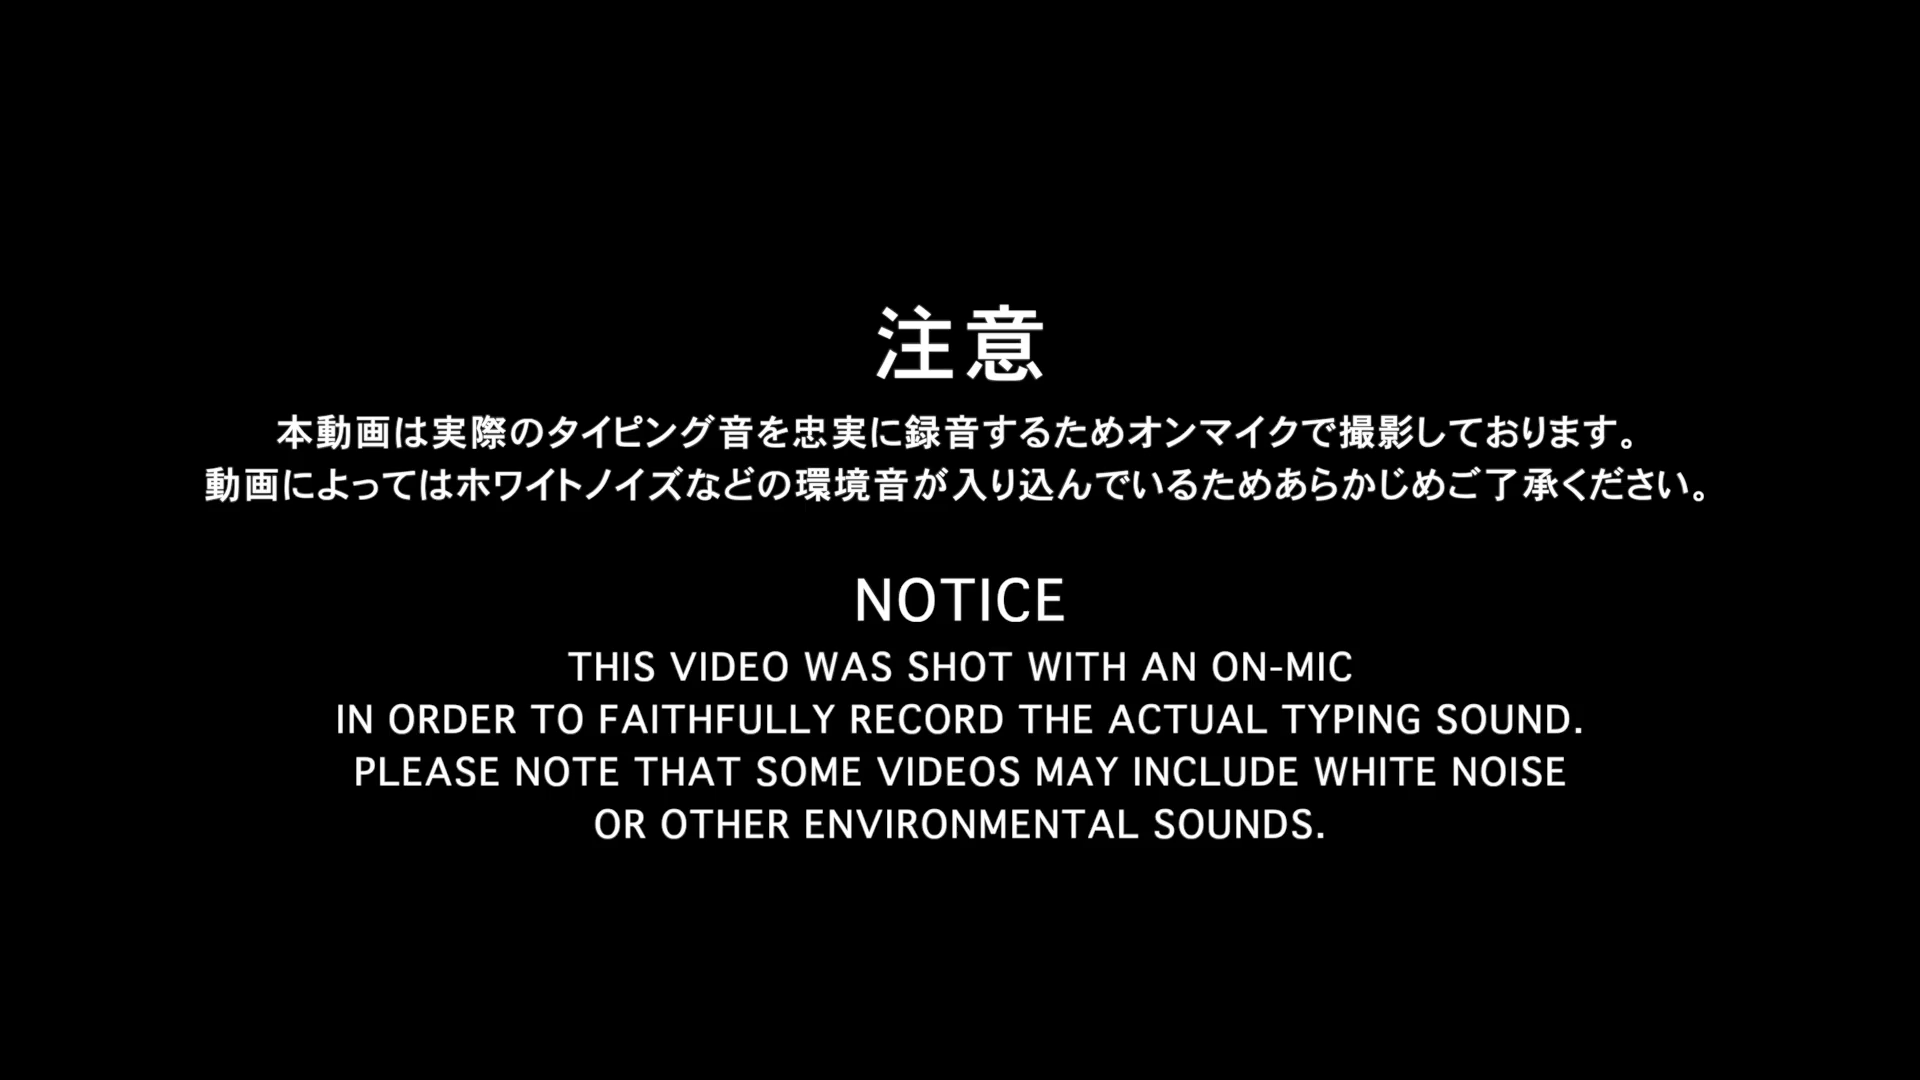 注意
本動画は実際のタイピング音を忠実に録音するためオンマイクで撮影しております。
動画によってはホワイトノイズなどの環境音が入り込んでいるためあらかじめご了承ください。
NOTICE
THIS VIDEO WAS SHOT WITH AN ON-MIC
IN ORDER TO FAITHFULLY RECORD THE ACTUAL TYPING SOUND.
PLEASE NOTE THAT SOME VIDEOS MAY INCLUDE WHITE NOISE
OR OTHER ENVIRONMENTAL SOUNDS.